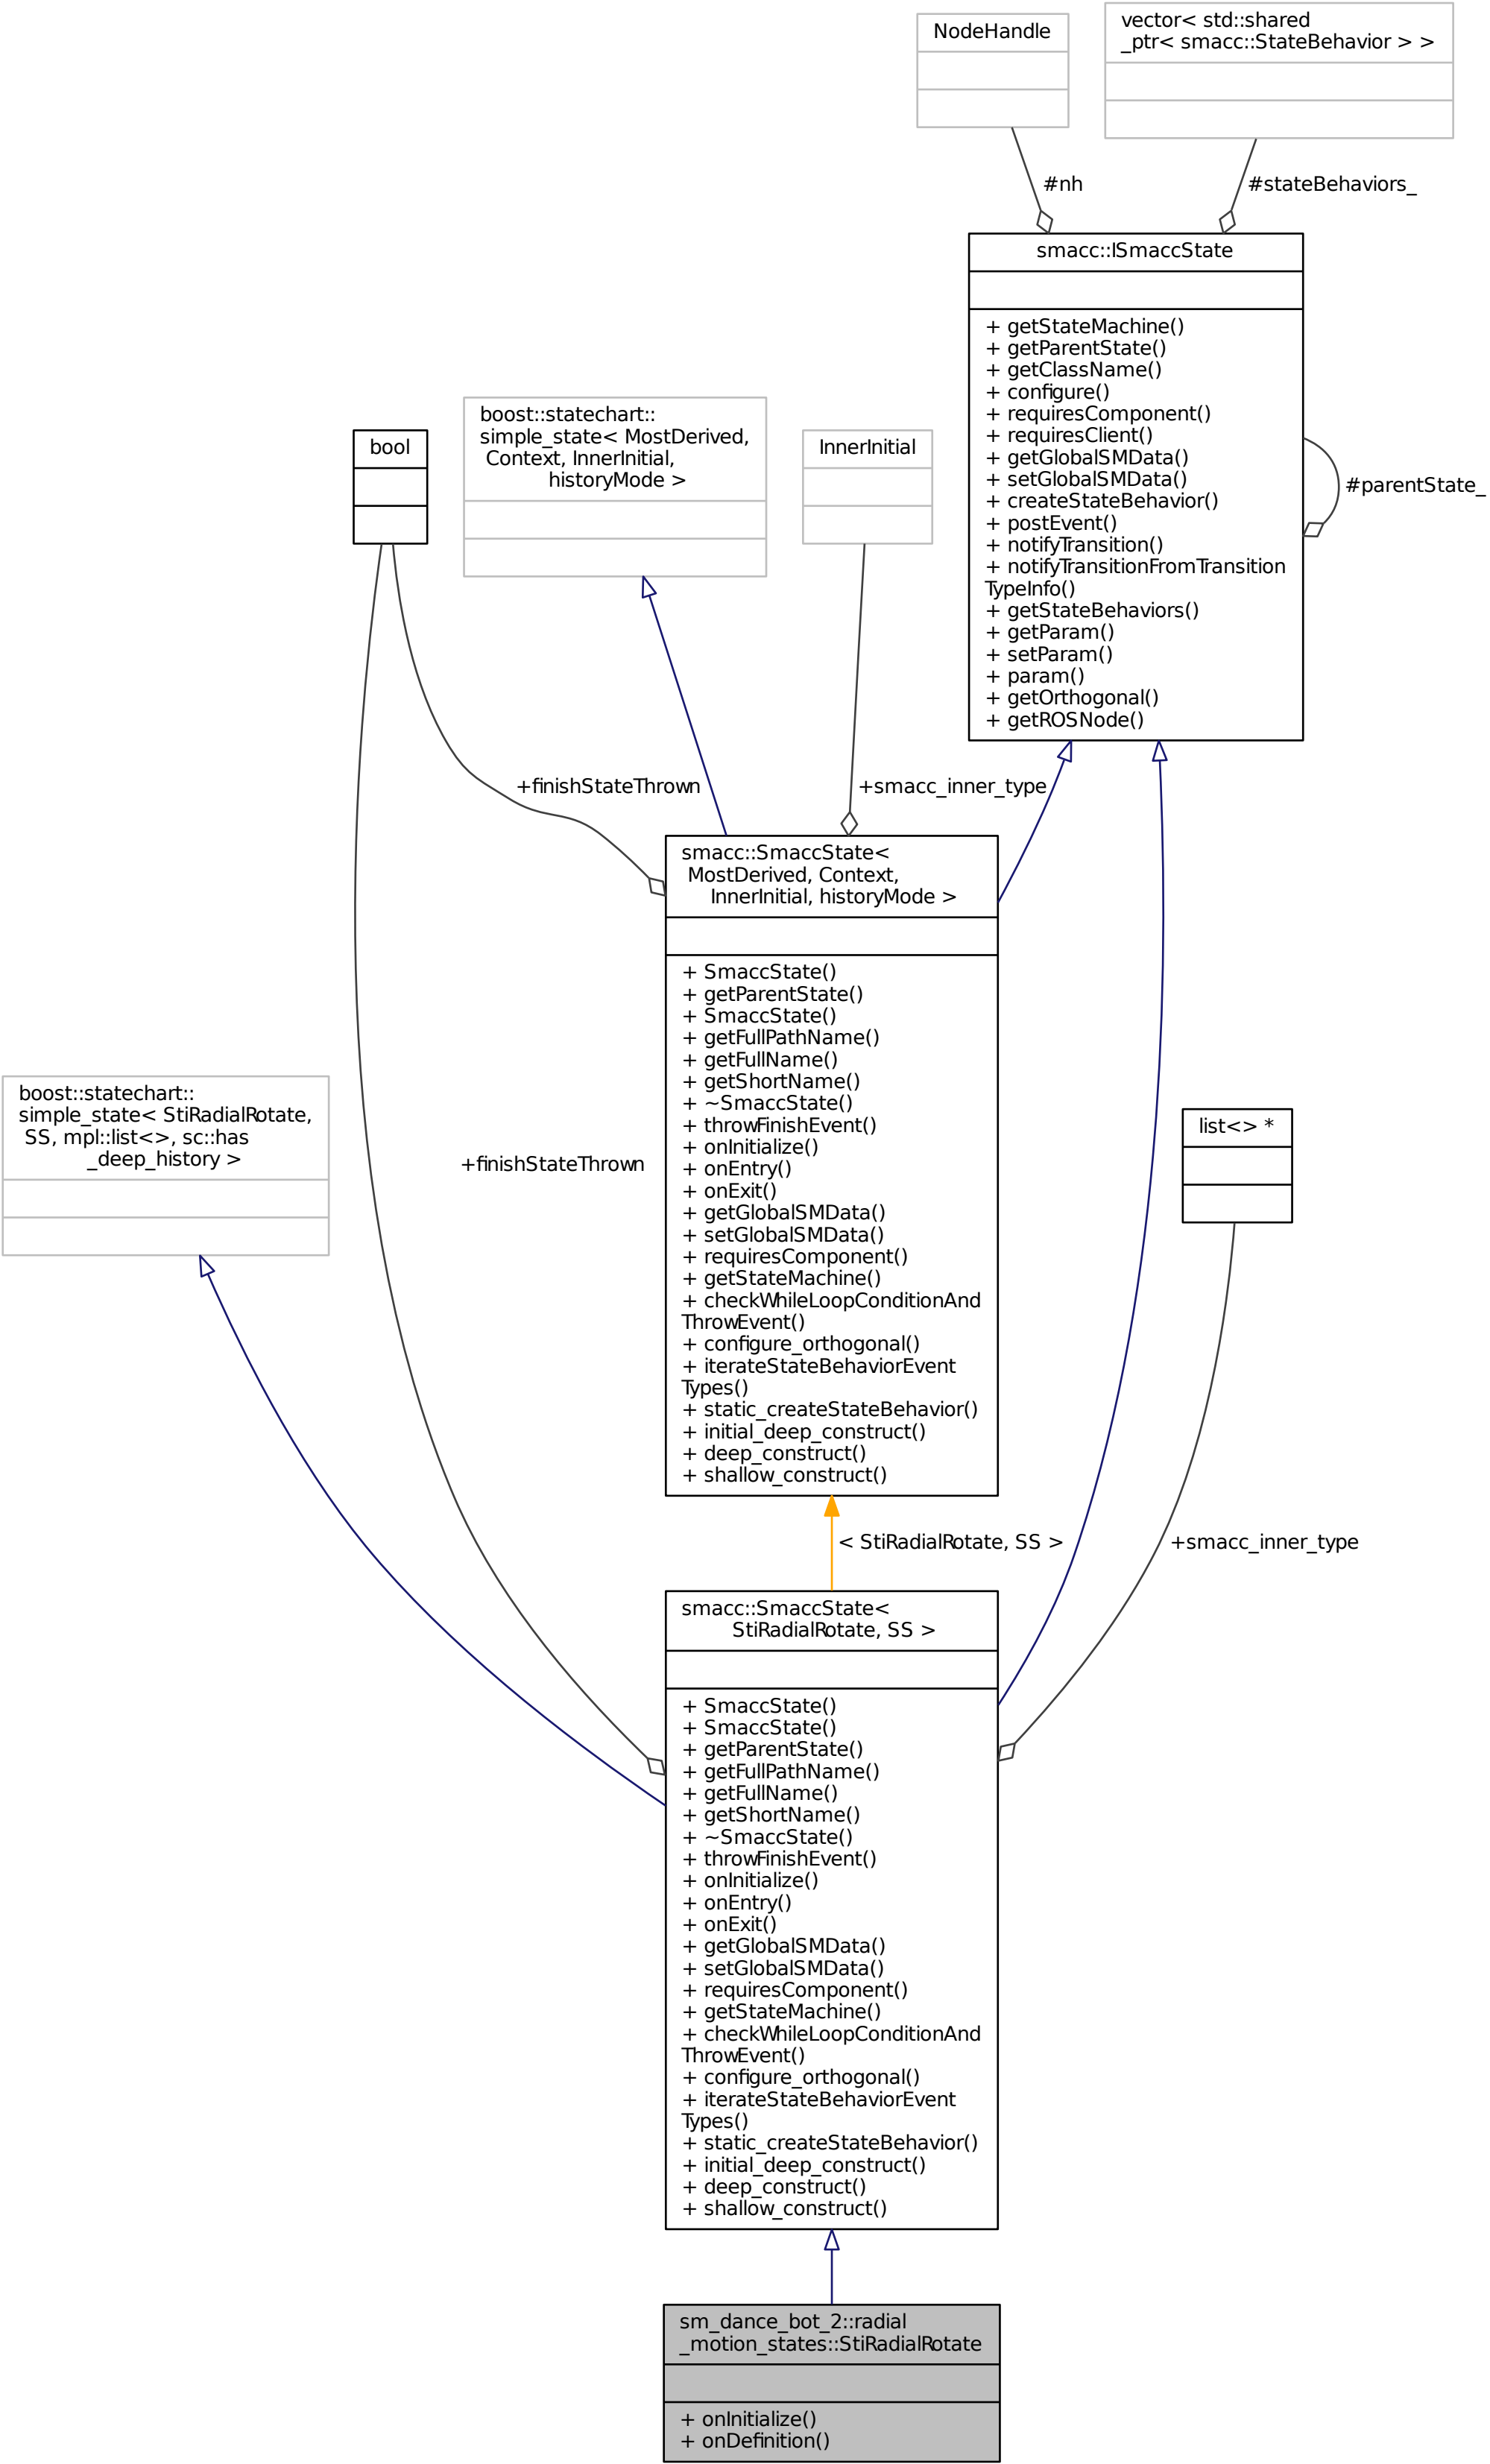 NodeHandle
vector< std::shared
_ptr< smacc::StateBehavior > >
#nh
#stateBehaviors_
smacc::ISmaccState
+ getStateMachine()
+ getParentState()
+ getClassName()
+ configure()
+ requiresComponent()
+ requiresClient()
+ getGlobalSMData()
+ setGlobalSMData()
+ createStateBehavior()
+ postEvent()
+ notifyTransition()
+ notifyTransitionFromTransition
TypeInfo()
+ getStateBehaviors()
+ getParam()
+ setParam()
+ param()
+ getOrthogonal()
+ getROSNode()
#parentState_
bool
boost::statechart::
simple_state< MostDerived,
Context, InnerInitial,
historyMode >
InnerInitial
+finishStateThrown
+smacc_inner_type
smacc::SmaccState<
MostDerived, Context,
InnerInitial, historyMode >
+ SmaccState()
+ getParentState()
+ SmaccState()
+ getFullPathName()
+ getFullName()
+ getShortName()
+ ~SmaccState()
+ throwFinishEvent()
+ onInitialize()
+ onEntry()
+ onExit()
+ getGlobalSMData()
+ setGlobalSMData()
+ requiresComponent()
+ getStateMachine()
+ checkWhileLoopConditionAnd
ThrowEvent()
+ configure_orthogonal()
+ iterateStateBehaviorEvent
Types()
+ static_createStateBehavior()
+ initial_deep_construct()
+ deep_construct()
+ shallow_construct()
boost::statechart::
simple_state< StiRadialRotate,
SS, mpl::list<>, sc::has
_deep_history >
+finishStateThrown
list<> *
< StiRadialRotate, SS >
+smacc_inner_type
smacc::SmaccState<
StiRadialRotate, SS >
+ SmaccState()
+ SmaccState()
+ getParentState()
+ getFullPathName()
+ getFullName()
+ getShortName()
+ ~SmaccState()
+ throwFinishEvent()
+ onInitialize()
+ onEntry()
+ onExit()
+ getGlobalSMData()
+ setGlobalSMData()
+ requiresComponent()
+ getStateMachine()
+ checkWhileLoopConditionAnd
ThrowEvent()
+ configure_orthogonal()
+ iterateStateBehaviorEvent
Types()
+ static_createStateBehavior()
+ initial_deep_construct()
+ deep_construct()
+ shallow_construct()
sm_dance_bot_2::radial
_motion_states::StiRadialRotate
+ onInitialize()
+ onDefinition()